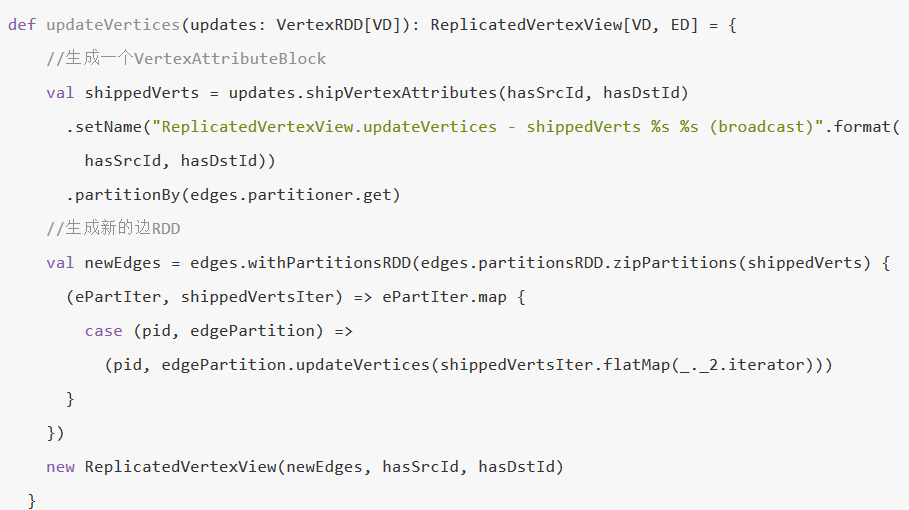 def updateVertices(updates: VertexRDD[VD]): ReplicatedVertexView[VD, ED] = {
//生成一个VertexAttributeBlock
val shippedVerts = updates.shipVertexAttributes(hasSrcId, hasDstId)
.setName("ReplicatedVertexView.updateVertices - shippedVerts %s %s (broadcast)".format(
hasSrcId, hasDstId))
.partitionBy(edges.partitioner.get)
//生成新的边RDD
val newEdges = edges.withPartitionsRDD(edges.partitionsRDD.zipPartitions(shippedVerts) {
(ePartIter, shippedVertsIter) => ePartIter.map {
case (pid, edgePartition) =>
(pid, edgePartition.updateVertices(shippedVertsIter.flatMap(_._2.iterator)))
}
})
new ReplicatedVertexView(newEdges, hasSrcId, hasDstId)
}